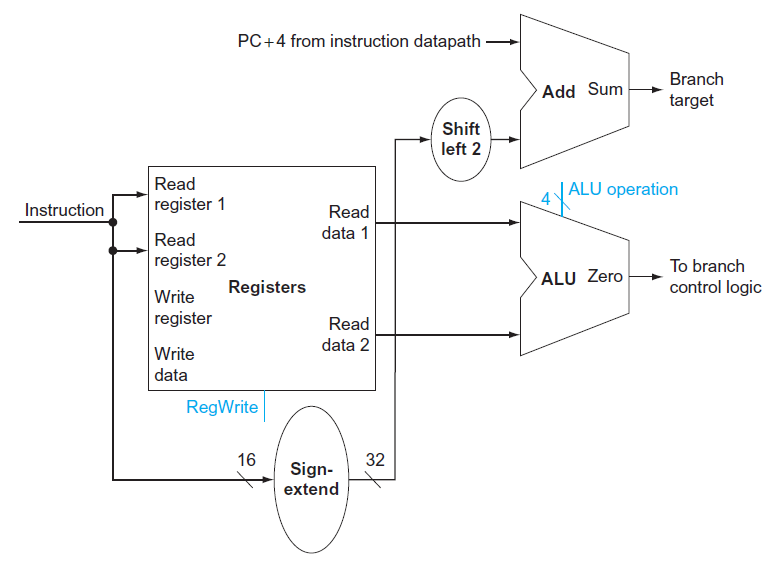 PC+4 from instruction datapath
Add Sum
Branch
target
Shift
left 2
4 ALU operation
Instruction
Read
register 1
Read
data 1
Read
register 2
Registers
Write
register
Read
data 2
Write
data
ALU Zero
To branch
control logic
RegWrite
16
Sign-
extend
32